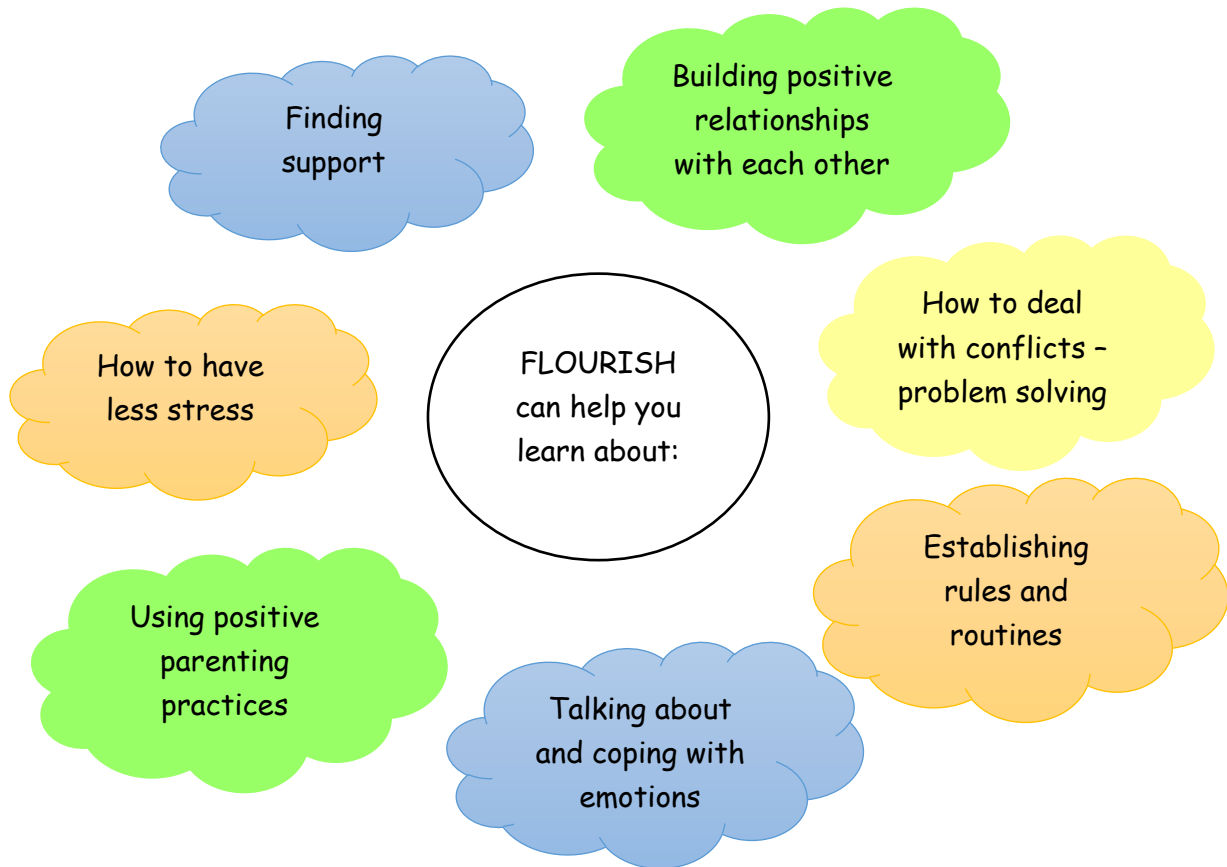 Finding
support
Building positive
relationships
with each other
How to have
less stress
FLOURISH
can help you
learn about:
How to deal
with conflicts –
problem solving
Using positive
parenting
practices
Talking about
and coping with
emotions
Establishing
rules and
routines